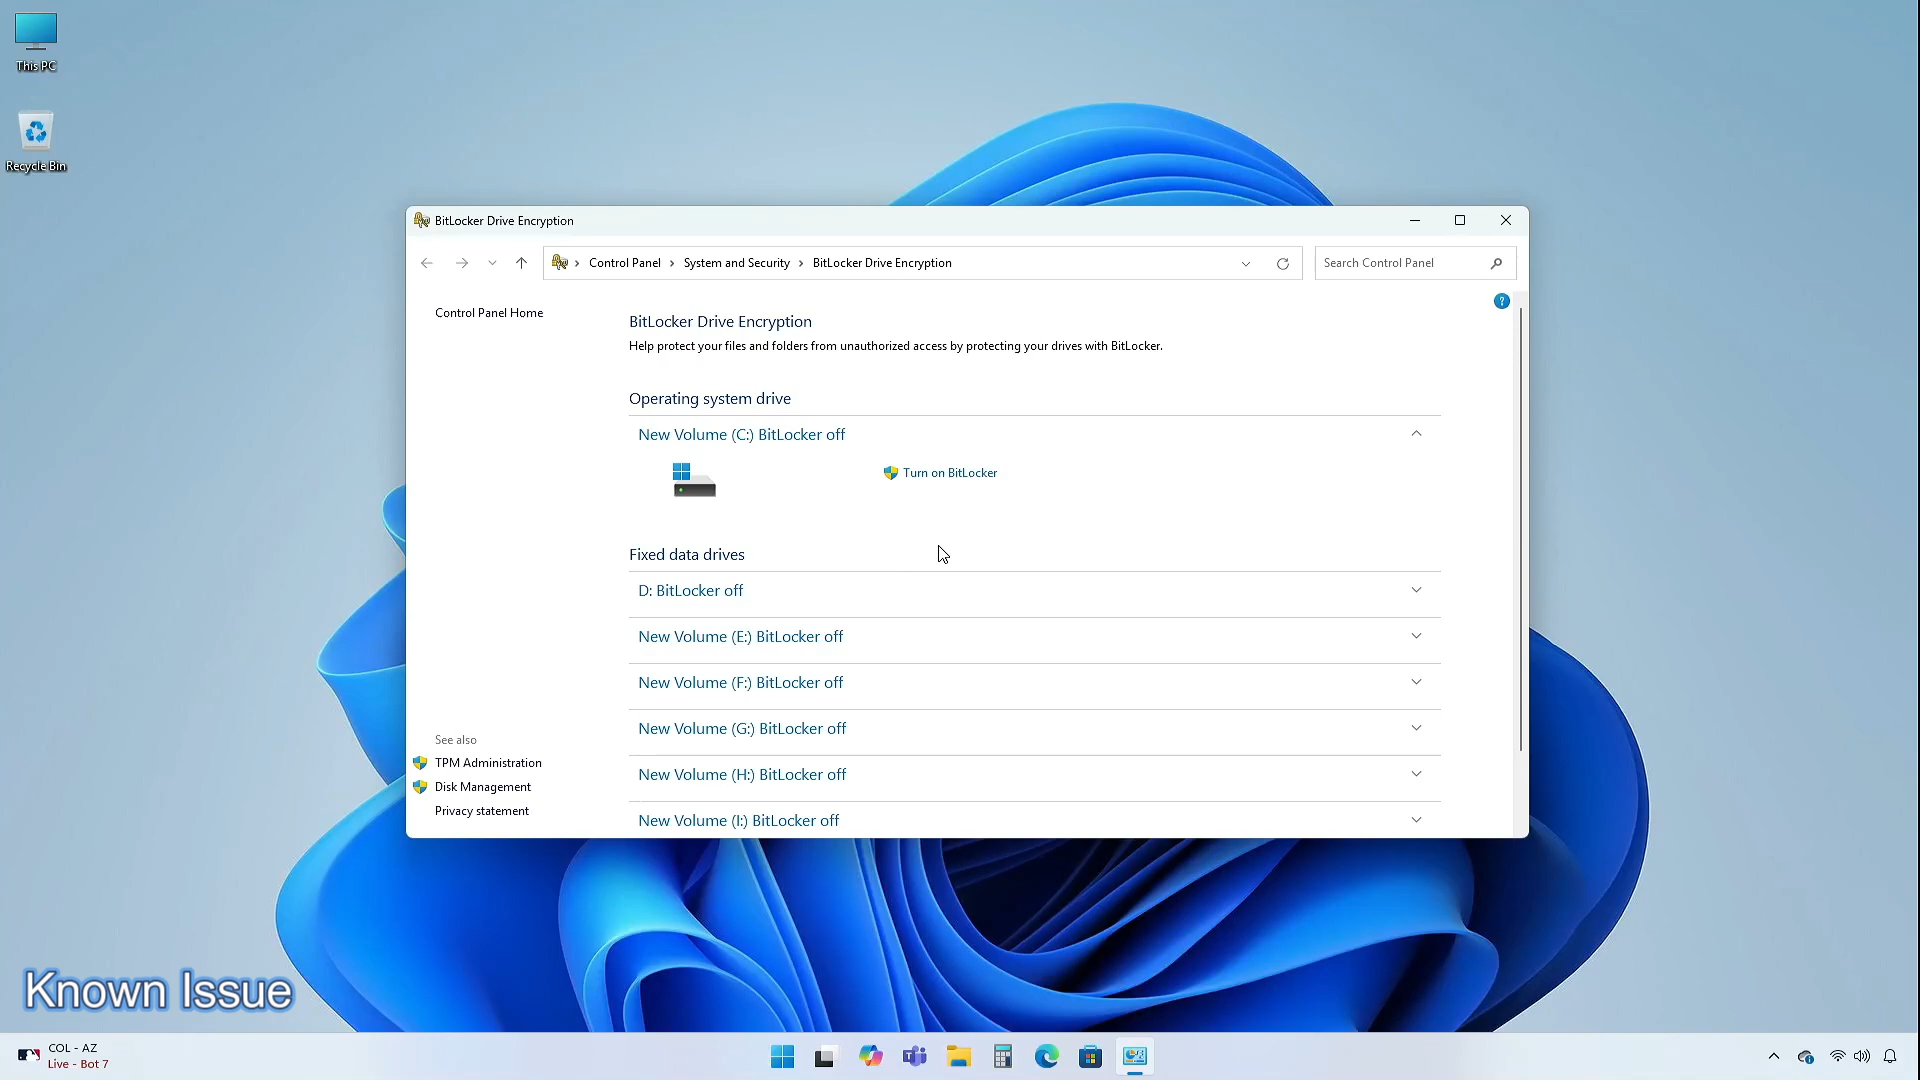 This PC
Recycle Bin
BitLocker Drive Encryption
Control Panel
System and Security
BitLocker Drive Encryption
Search Control Panel
Control Panel Home
BitLocker Drive Encryption
Help protect your files and folders from unauthorized access by protecting your drives with BitLocker.
Operating system drive
New Volume (C:) BitLocker off
Turn on BitLocker
Fixed data drives
D: BitLocker off
New Volume (E:) BitLocker off
New Volume (F:) BitLocker off
New Volume (G:) BitLocker off
New Volume (H:) BitLocker off
New Volume (I:) BitLocker off
See also
TPM Administration
Disk Management
Privacy statement
Known Issue
COL - AZ
Live - Bot 7